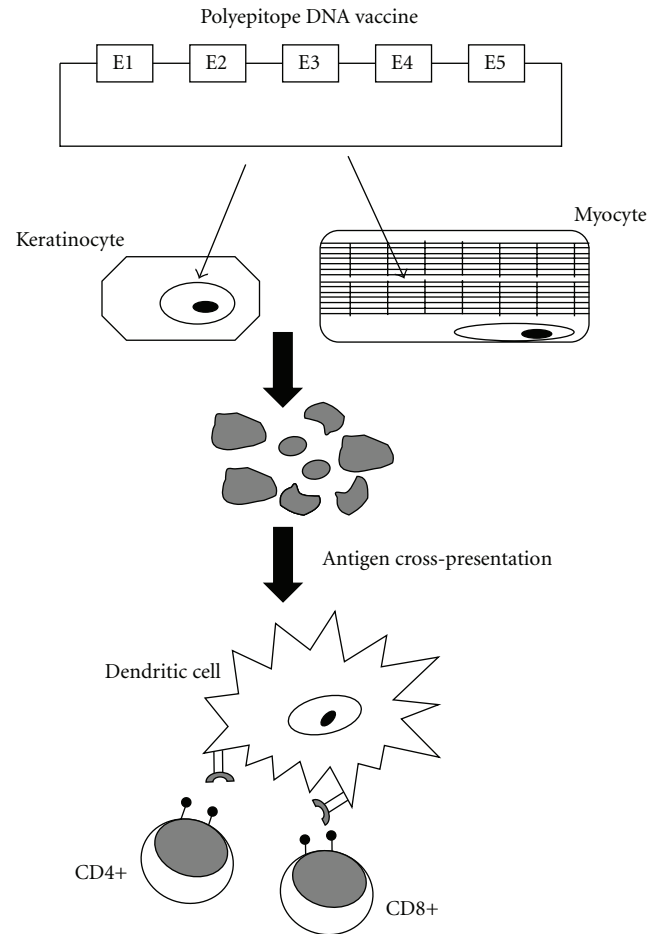 Polyepitope DNA vaccine
E1 E2 E3 E4 E5
Myocyte
Keratinocyte
Antigen cross-presentation
Dendritic cell
CD4+
CD8+